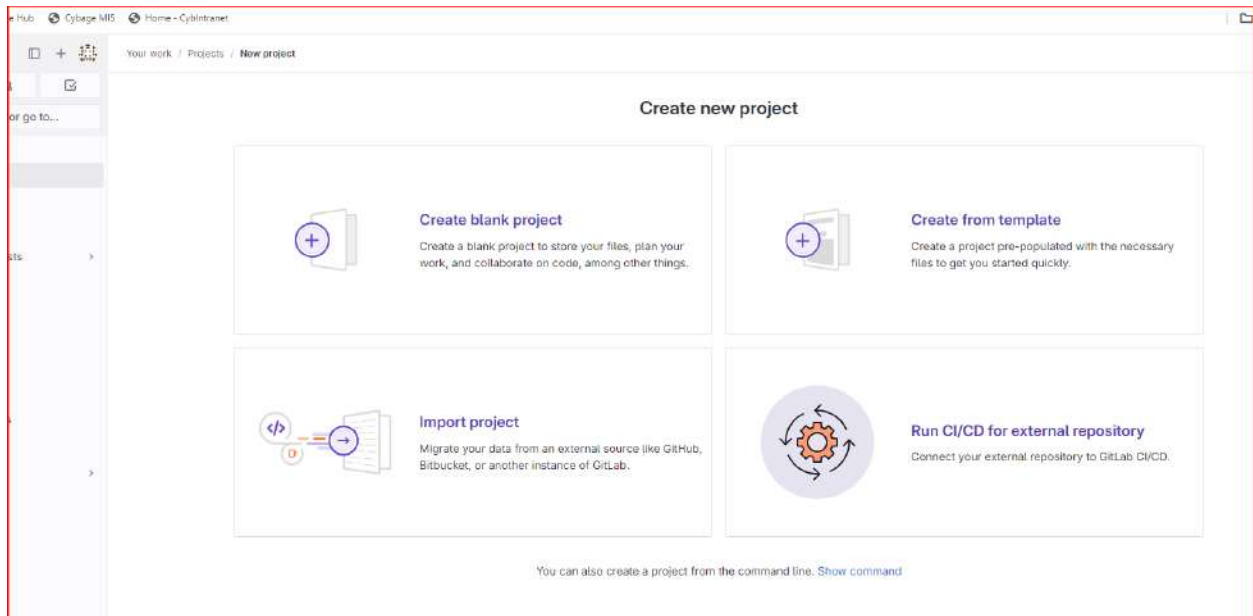 e Hub Cybage MIS Home - CybIntranet
Your work / Projects / New project
or go to...
Create new project
Create blank project
Create a blank project to store your files, plan your
work, and collaborate on code, among other things.
Create from template
Create a project pre-populated with the necessary
files to get you started quickly.
sts
Import project
Migrate your data from an external source like GitHub,
Bitbucket, or another instance of GitLab.
Run CI/CD for external repository
Connect your external repository to GitLab CI/CD.
You can also create a project from the command line. Show command